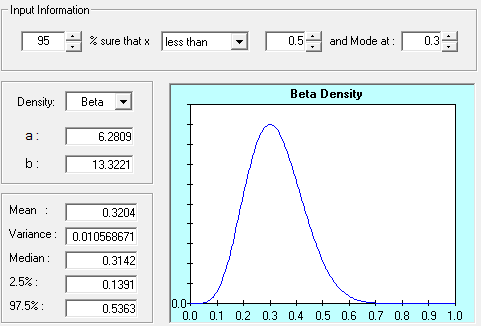 Input Information
95 % sure that x less than 0.5 and Mode at : 0.3
Density: Beta
a : 6.2809
b : 13.3221
Mean : 0.3204
Variance : 0.010568671
Median : 0.3142
2.5% : 0.1391
97.5% : 0.5363
Beta Density
0.0
0.0 0.1 0.2 0.3 0.4 0.5 0.6 0.7 0.8 0.9 1.0